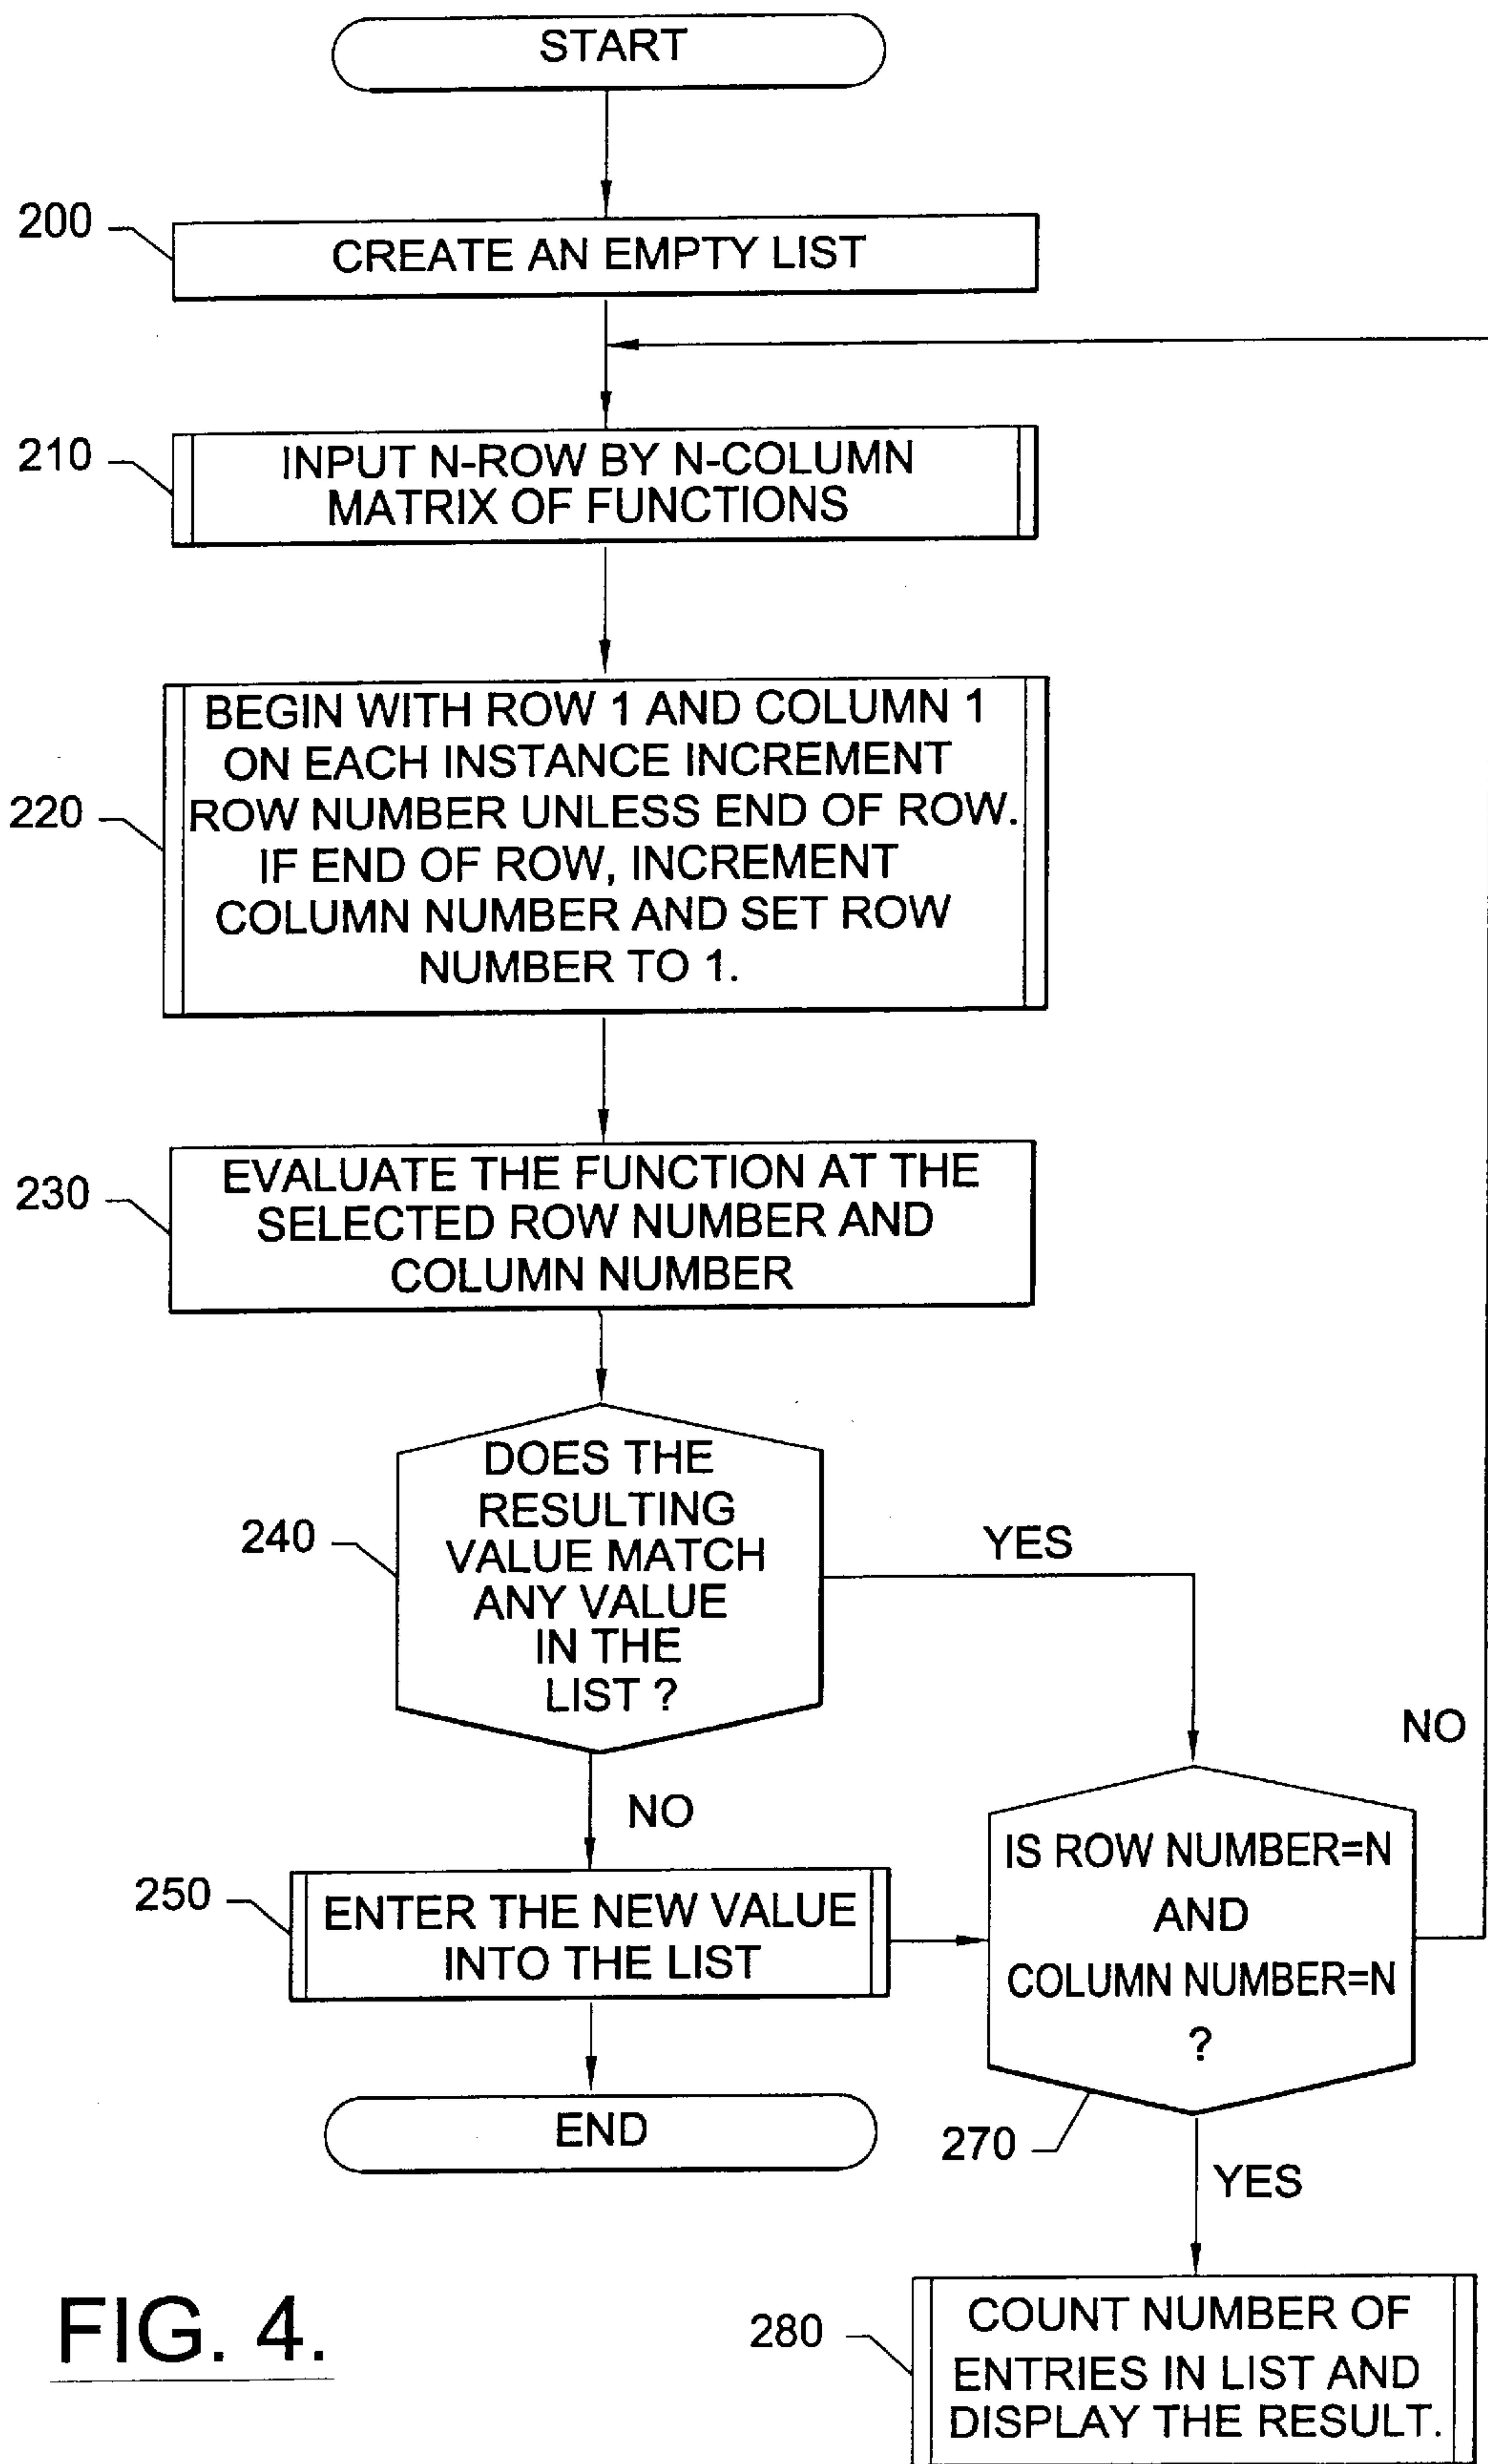 START
200
CREATE AN EMPTY LIST
210
INPUT N-ROW BY N-COLUMN
MATRIX OF FUNCTIONS
220
BEGIN WITH ROW 1 AND COLUMN 1
ON EACH INSTANCE INCREMENT
ROW NUMBER UNLESS END OF ROW.
IF END OF ROW, INCREMENT
COLUMN NUMBER AND SET ROW
NUMBER TO 1.
230
EVALUATE THE FUNCTION AT THE
SELECTED ROW NUMBER AND
COLUMN NUMBER
240
DOES THE
RESULTING
VALUE MATCH
ANY VALUE
IN THE
LIST ?
YES
NO
NO
250
ENTER THE NEW VALUE
INTO THE LIST
IS ROW NUMBER=N
AND
COLUMN NUMBER=N
?
270
END
YES
280
COUNT NUMBER OF
ENTRIES IN LIST AND
DISPLAY THE RESULT.
FIG. 4.